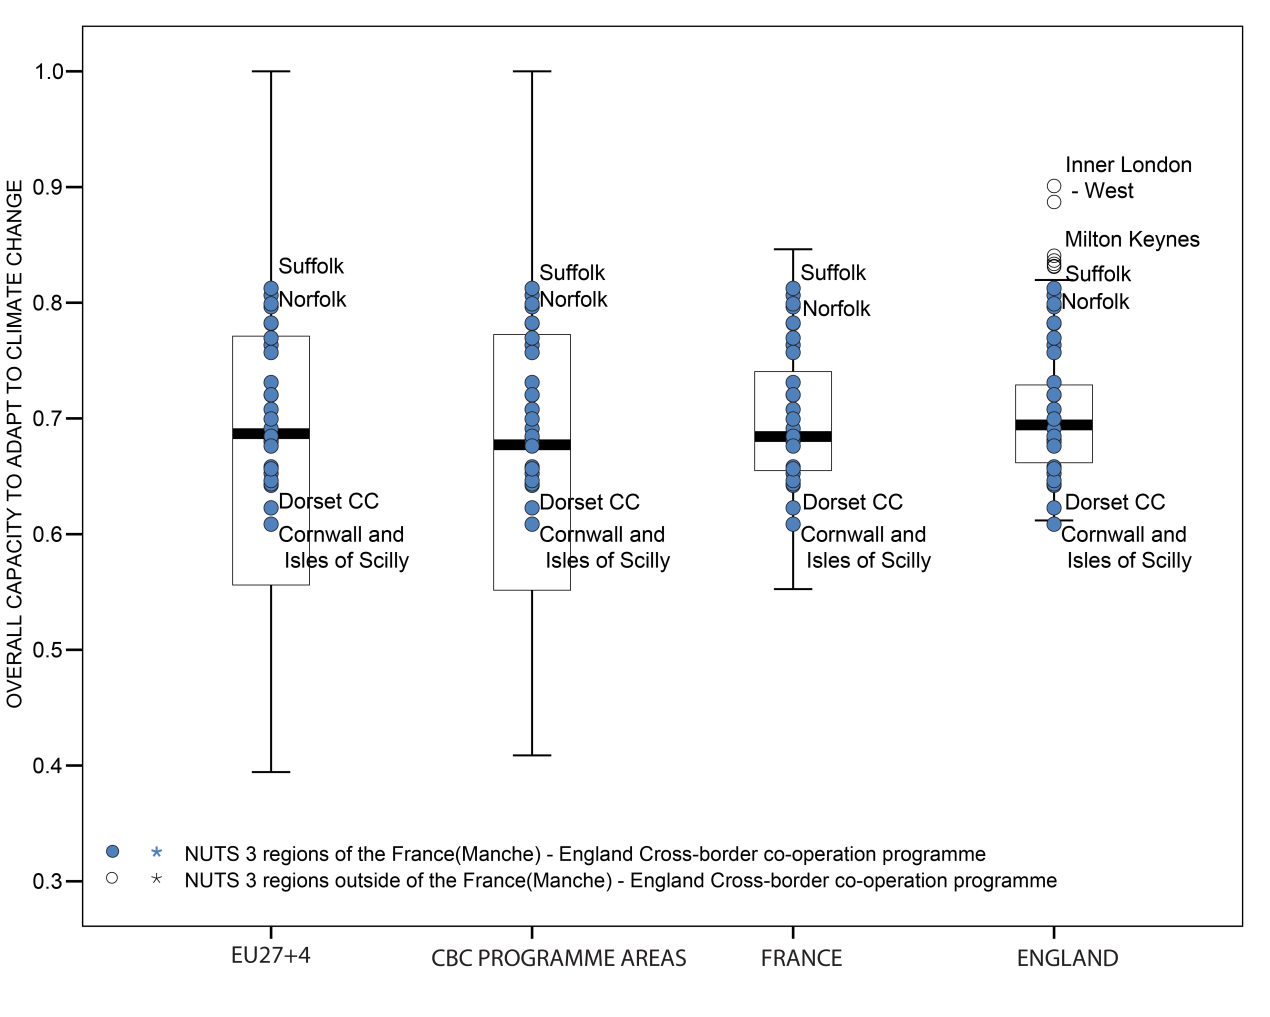 OVERALL CAPACITY TO ADAPT TO CLIMATE CHANGE
1.0
0.9
0.8
0.7
0.6
0.5
0.4
0.3
Suffolk
Norfolk
Dorset CC
Cornwall and
Isles of Scilly
Suffolk
Norfolk
Dorset CC
Cornwall and
Isles of Scilly
Suffolk
Norfolk
Dorset CC
Cornwall and
Isles of Scilly
Inner London
- West
Milton Keynes
Suffolk
Norfolk
Dorset CC
Cornwall and
Isles of Scilly
NUTS 3 regions of the France(Manche) - England Cross-border co-operation programme
NUTS 3 regions outside of the France(Manche) - England Cross-border co-operation programme
EU27+4
CBC PROGRAMME AREAS
FRANCE
ENGLAND